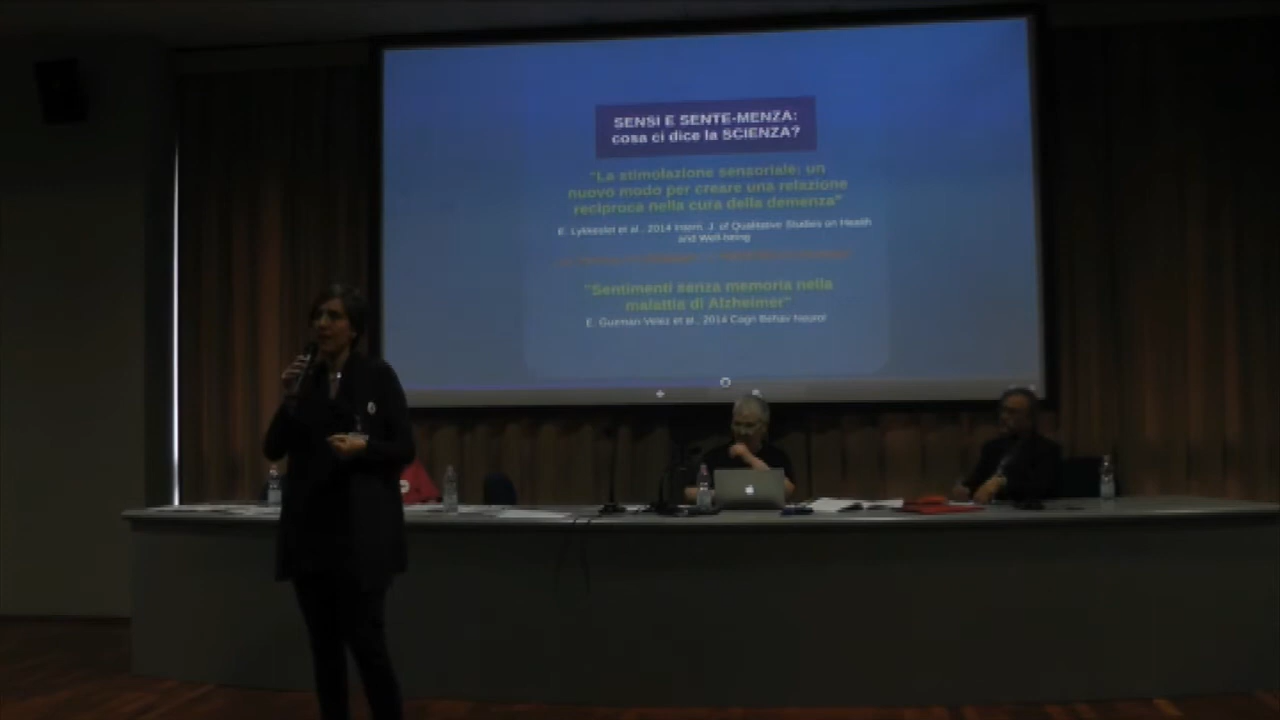 SENSI E SENTE-MENZA:
cosa ci dice la SCIENZA?
"La stimolazione sensoriale: un
nuovo modo per creare una relazione
reciproca nella cura della demenza"
et al., 2014 Intern. J. of Qualitative Studies on Health
and Well-being
"Sentimenti senza memoria nella
malattia di Alzheimer"
E. Guzman-Velez et al., 2014 Cogn Behav Neurol